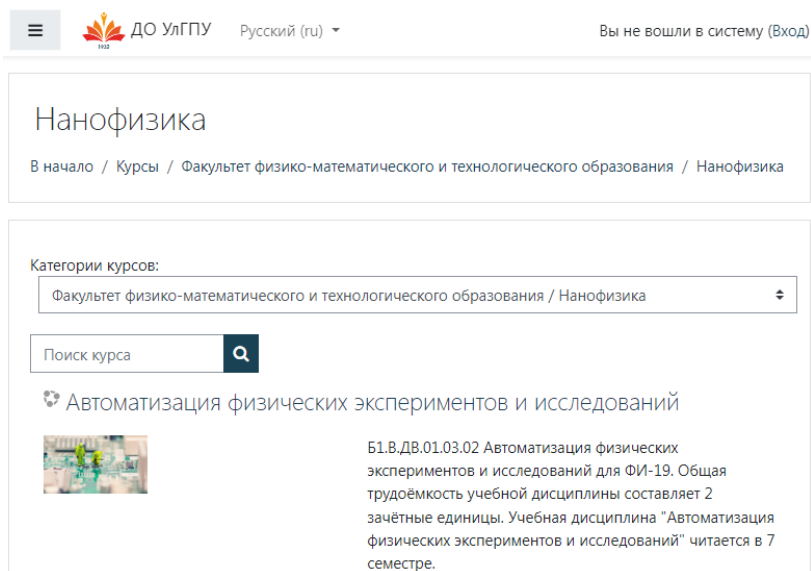 ДО УлГПУ Русский (ru) Вы не вошли в систему (Вход)
1932
Нанофизика
В начало / Курсы / Факультет физико-математического и технологического образования / Нанофизика
Категории курсов:
Факультет физико-математического и технологического образования / Нанофизика
Поиск курса
Автоматизация физических экспериментов и исследований
Б1.В.ДВ.01.03.02 Автоматизация физических
экспериментов и исследований для ФИ-19. Общая
трудоёмкость учебной дисциплины составляет 2
зачётные единицы. Учебная дисциплина "Автоматизация
физических экспериментов и исследований" читается в 7
семестре.